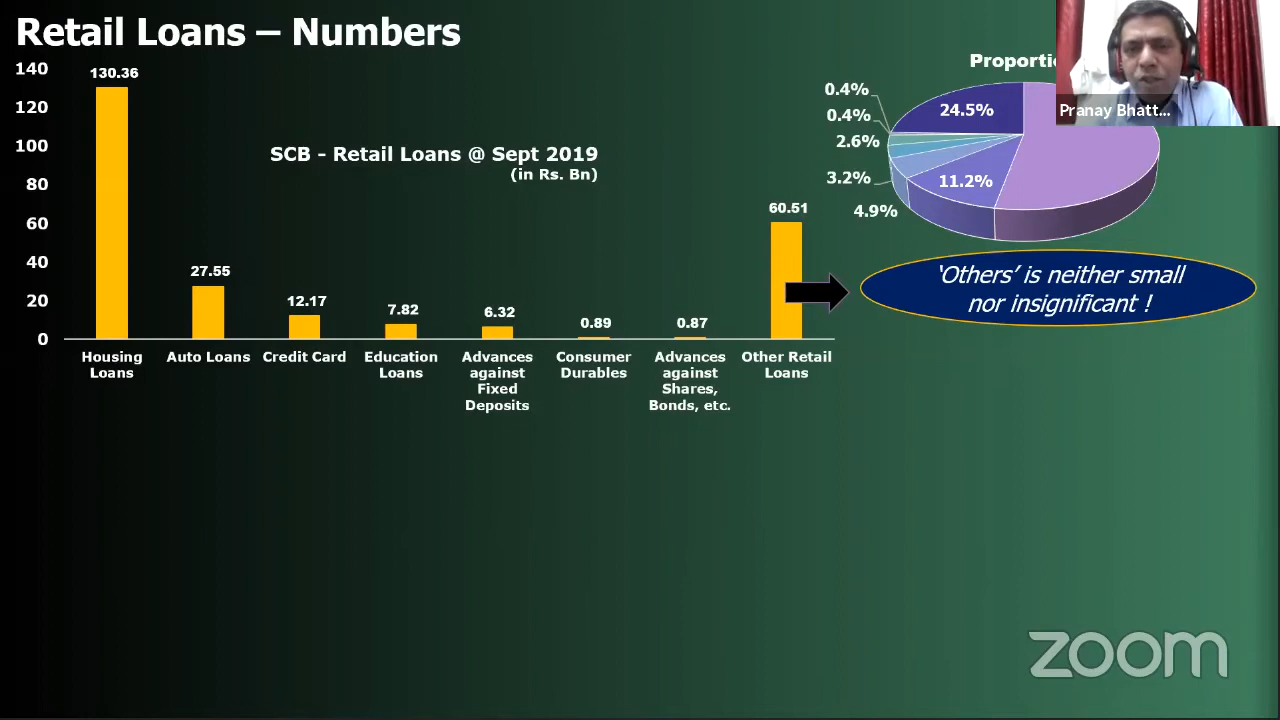 Retail Loans – Numbers
140
120
100
80
60
40
20
0
130.36
27.55
12.17
7.82
6.32
0.89
0.87
60.51
SCB - Retail Loans @ Sept 2019
(in Rs. Bn)
Housing
Loans
Auto Loans
Credit Card
Education
Loans
Advances
against
Fixed
Deposits
Consumer
Durables
Advances
against
Shares,
Bonds, etc.
Other Retail
Loans
Proportio
0.4%
0.4%
2.6%
3.2%
4.9%
11.2%
24.5%
Pranay Bhatt...
‘Others’ is neither small
nor insignificant !
zoom